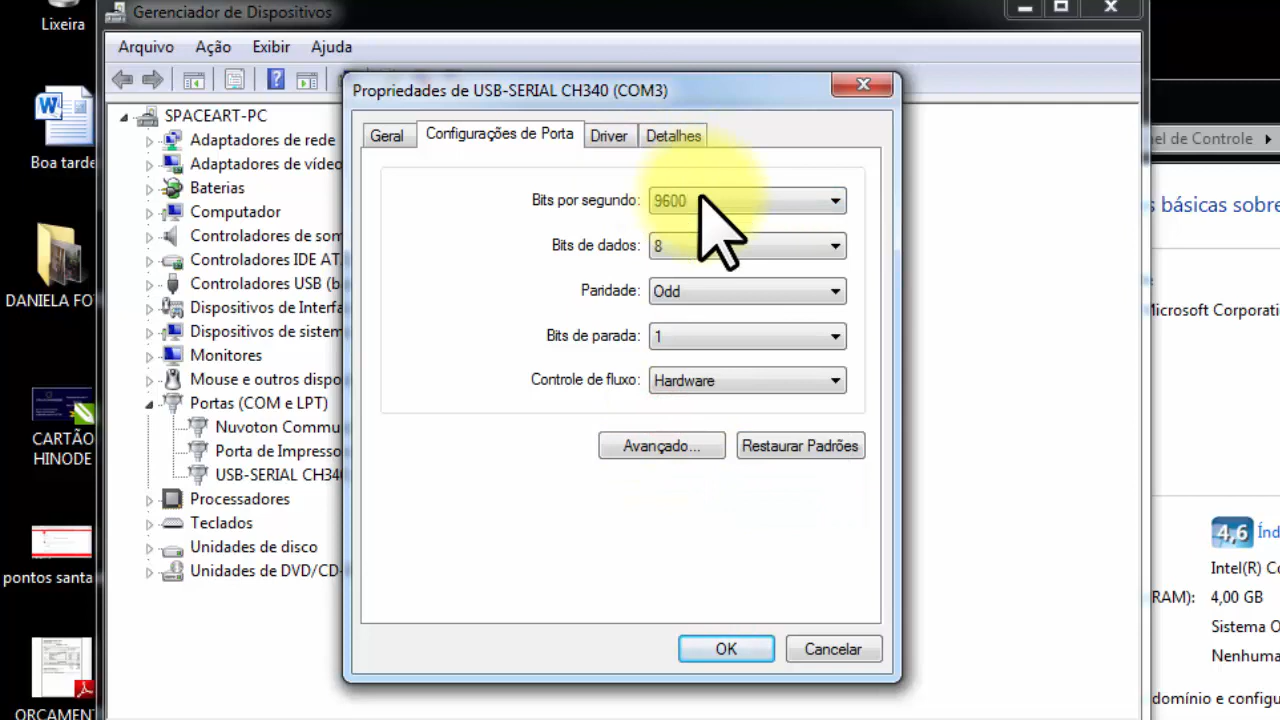 Lixeira
Boa tarde
DANIELA FO
CARTÃO
HINODE
pontos santa
ORÇAMENT
Gerenciador de Dispositivos
Arquivo Ação Exibir Ajuda
SPACEART-PC
Adaptadores de rede
Adaptadores de vídeo
Baterias
Computador
Controladores de som
Controladores IDE AT
Controladores USB (b
Dispositivos de Interfa
Dispositivos de sistem
Monitores
Mouse e outros dispo
Portas (COM e LPT)
Nuvoton Commu
Porta de Impresso
USB-SERIAL CH340
Processadores
Teclados
Unidades de disco
Unidades de DVD/CD-
Propriedades de USB-SERIAL CH340 (COM3)
Geral Configurações de Porta Driver Detalhes
Bits por segundo: 9600
Bits de dados: 8
Paridade: Odd
Bits de parada: 1
Controle de fluxo: Hardware
Avançado... Restaurar Padrões
OK Cancelar
nel de Controle
s básicas sobre
Microsoft Corporati
4,6 Índ
Intel(R) Co
RAM): 4,00 GB
Sistema O
Nenhuma
domínio e configu